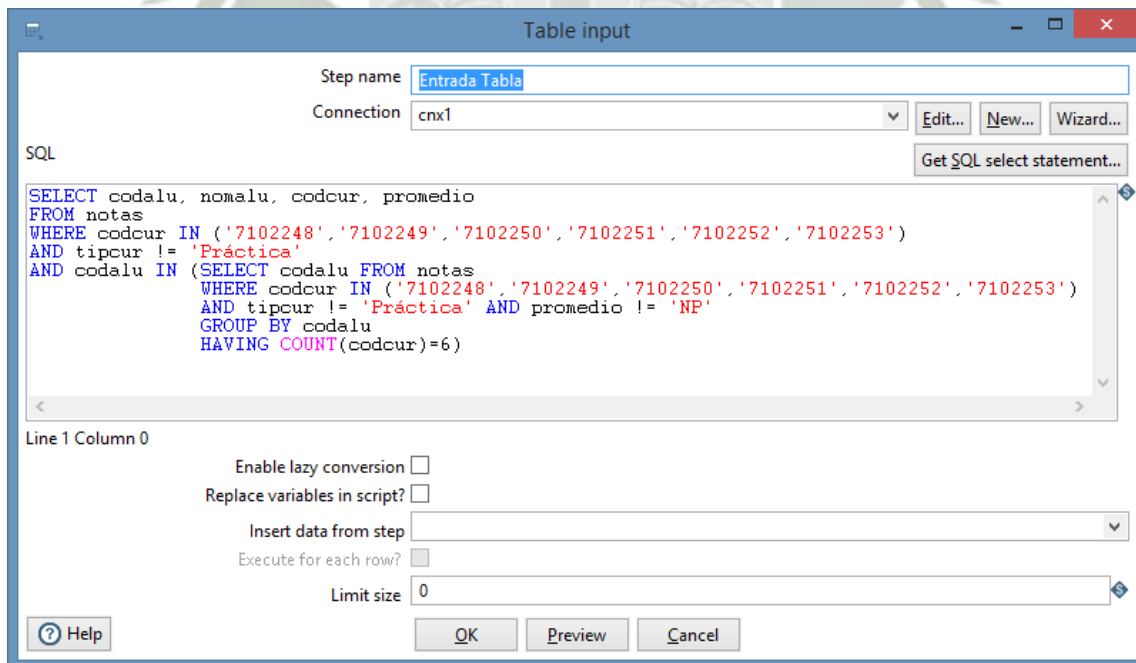 Table input
Step name Entrada Tabla
Connection cnx1 Edit... New... Wizard...
SQL Get SQL select statement...
SELECT codalu, nomalu, codcur, promedio
FROM notas
WHERE codcur IN ('7102248','7102249','7102250','7102251','7102252','7102253')
AND tipcur != 'Práctica'
AND codalu IN (SELECT codalu FROM notas
WHERE codcur IN ('7102248','7102249','7102250','7102251','7102252','7102253')
AND tipcur != 'Práctica' AND promedio != 'NP'
GROUP BY codalu
HAVING COUNT(codcur)=6)
Line 1 Column 0
Enable lazy conversion
Replace variables in script?
Insert data from step
Execute for each row?
Limit size 0
Help OK Preview Cancel